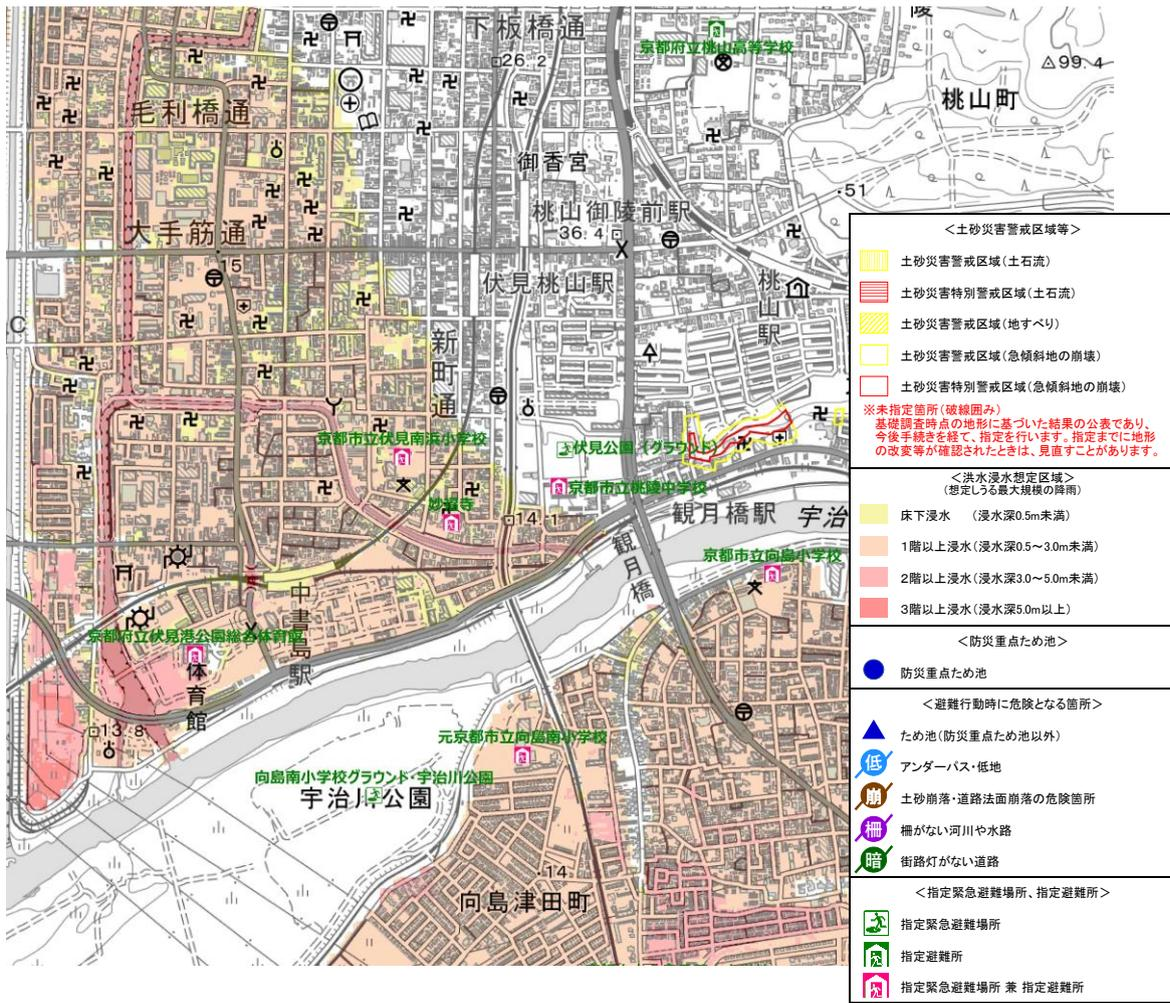 下板橋通
陵
26.2
京都府立桃山高等学校
99.4
桃山町
毛利橋通
御香宮
51
桃山御陵前駅
36.4
大手筋通
15
伏見桃山駅
桃山駅
C
新町通
京都市立伏見南浜小学校
伏見公園(グラウンド)
京都市立桃陵中学校
妙福寺
14.1
観月橋駅
宇治
観月橋
京都市立向島小学校
中書島駅
京都府立伏見港公園総合体育館
体育館
13.8
元京都市立向島南小学校
向島南小学校グラウンド・宇治川公園
宇治川公園
14
向島津田町
<土砂災害警戒区域等>
土砂災害警戒区域(土石流)
土砂災害特別警戒区域(土石流)
土砂災害警戒区域(地すべり)
土砂災害警戒区域(急傾斜地の崩壊)
土砂災害特別警戒区域(急傾斜地の崩壊)
※未指定箇所(破線囲み)
基礎調査時点の地形に基づいた結果の公表であり、
今後手続きを経て、指定を行います。指定までに地形
の改変等が確認されたときは、見直すことがあります。
<洪水浸水想定区域>
(想定しうる最大規模の降雨)
床下浸水 (浸水深0.5m未満)
1階以上浸水(浸水深0.5~3.0m未満)
2階以上浸水(浸水深3.0~5.0m未満)
3階以上浸水(浸水深5.0m以上)
<防災重点ため池>
防災重点ため池
<避難行動時に危険となる箇所>
ため池(防災重点ため池以外)
低 アンダーパス・低地
崩 土砂崩落・道路法面崩落の危険箇所
柵 柵がない河川や水路
暗 街路灯がない道路
<指定緊急避難場所、指定避難所>
指定緊急避難場所
指定避難所
指定緊急避難場所 兼 指定避難所